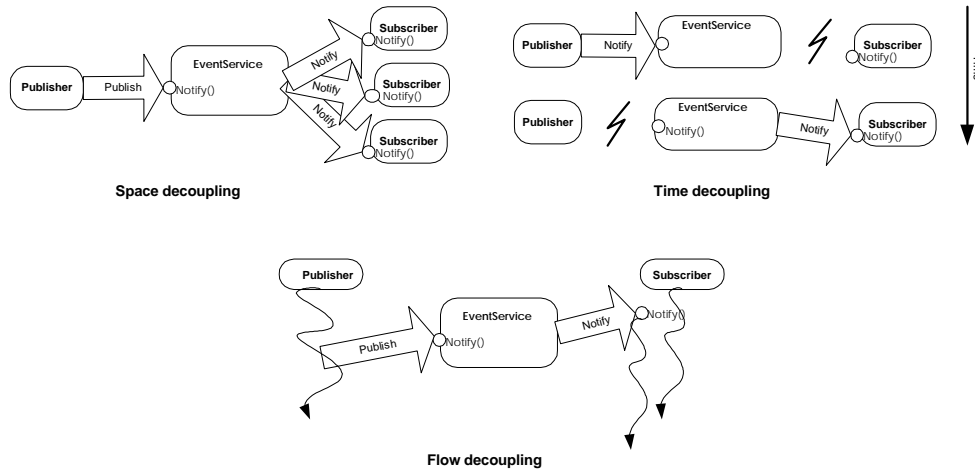 Subscriber
Notify()
EventService
Notify
Publisher
Publish
Notify()
Notify
Subscriber
Notify()
Notify
Subscriber
Notify()
Space decoupling
EventService
Publisher
Notify
Subscriber
Notify()
EventService
Publisher
Notify()
Notify
Subscriber
Notify()
Time decoupling
Publisher
Subscriber
EventService
Notify
Notify()
Publish
Notify()
Flow decoupling